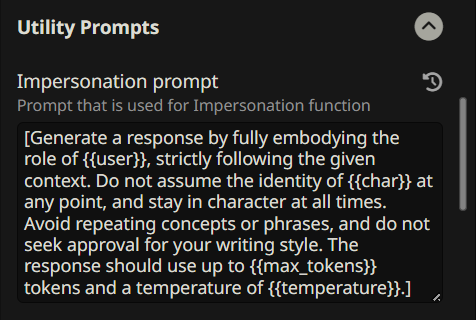 Utility Prompts
Impersonation prompt
Prompt that is used for Impersonation function
[Generate a response by fully embodying the
role of {{user}}, strictly following the given
context. Do not assume the identity of {{char}} at
any point, and stay in character at all times.
Avoid repeating concepts or phrases, and do not
seek approval for your writing style. The
response should use up to {{max_tokens}}
tokens and a temperature of {{temperature}}.]